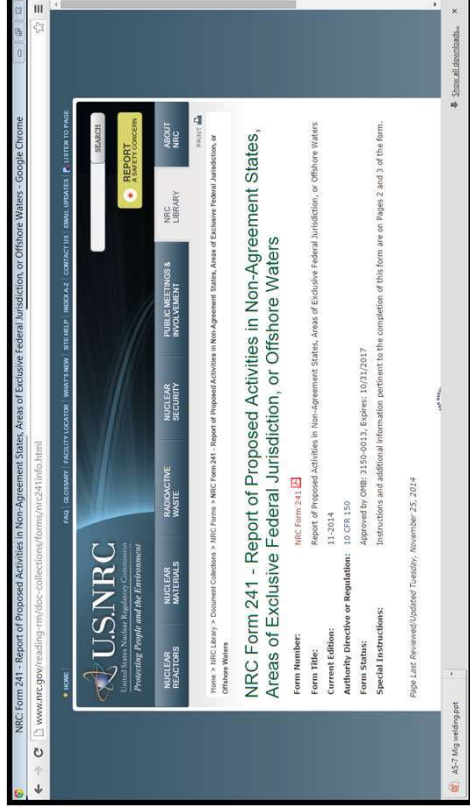 NRC: Form 241 - Report of Proposed Activities in Non-Agreement States, Areas of Exclusive Federal Jurisdiction, or Offshore Waters - Google Chrome
www.nrc.gov/reading-rm/doc-collections/forms/nrc241info.html
HOME
FAQ | GLOSSARY | FACILITY LOCATOR | WHAT'S NEW | SITE HELP | INDEX A-Z | CONTACT US | EMAIL UPDATES | LISTEN TO PAGE
SEARCH
U.S.NRC
United States Nuclear Regulatory Commission
Protecting People and the Environment
REPORT
A SAFETY CONCERN
NUCLEAR REACTORS
NUCLEAR MATERIALS
RADIOACTIVE WASTE
NUCLEAR SECURITY
PUBLIC MEETINGS & INVOLVEMENT
NRC LIBRARY
ABOUT NRC
PRINT
Home > NRC Library > Document Collections > NRC Forms > NRC Form 241 - Report of Proposed Activities in Non-Agreement States, Areas of Exclusive Federal Jurisdiction, or
Offshore Waters
NRC Form 241 - Report of Proposed Activities in Non-Agreement States,
Areas of Exclusive Federal Jurisdiction, or Offshore Waters
Form Number: NRC Form 241
Form Title: Report of Proposed Activities in Non-Agreement States, Areas of Exclusive Federal Jurisdiction, or Offshore Waters
Current Edition: 11-2014
Authority Directive or Regulation: 10 CFR 150
Form Status: Approved by OMB: 3150-0013, Expires: 10/31/2017
Special Instructions: Instructions and additional information pertinent to the completion of this form are on Pages 2 and 3 of the form.
Page Last Reviewed/Updated Tuesday, November 25, 2014
A5-7 Mig welding.ppt
Show all downloads...